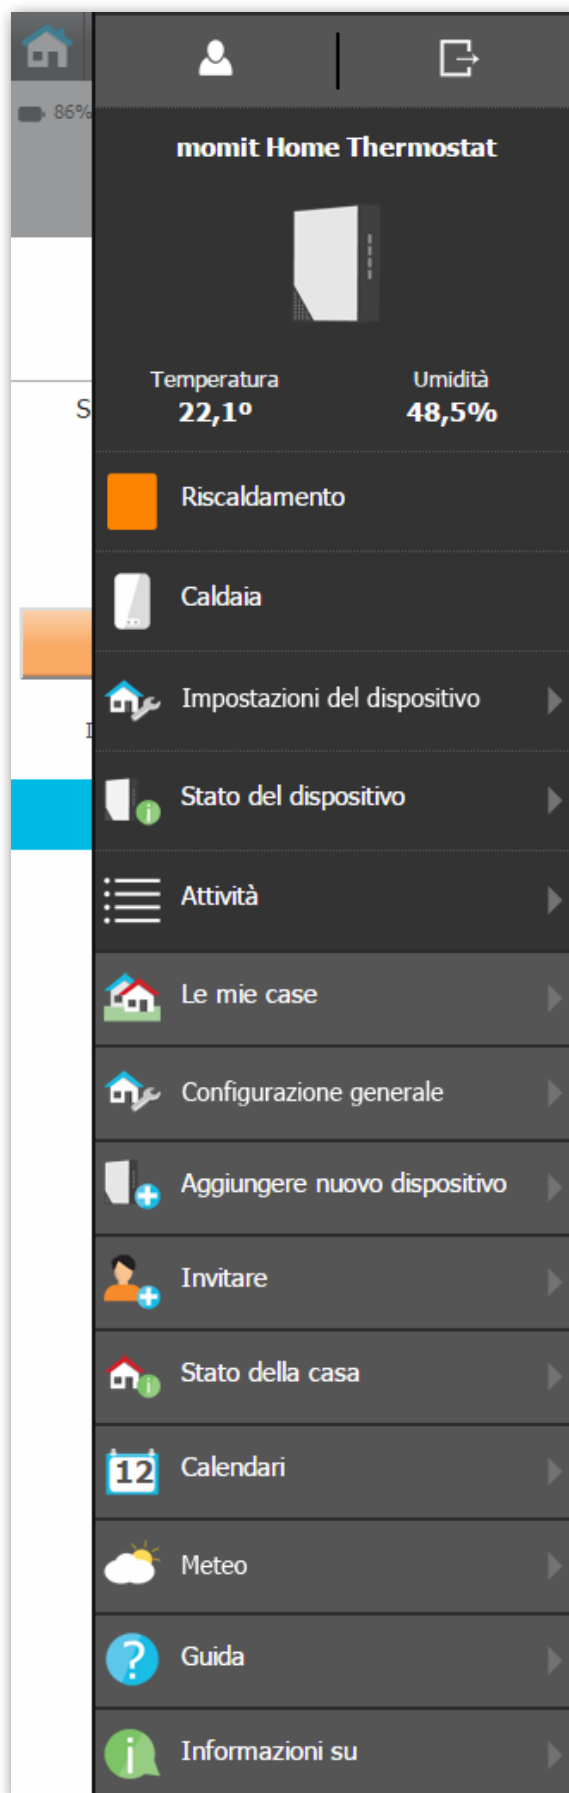 86%
momit Home Thermostat
Temperatura Umidità
22,1º 48,5%
S
Riscaldamento
Caldaia
Impostazioni del dispositivo
I
Stato del dispositivo
Attività
Le mie case
Configurazione generale
Aggiungere nuovo dispositivo
Invitare
Stato della casa
12 Calendari
Meteo
? Guida
i Informazioni su